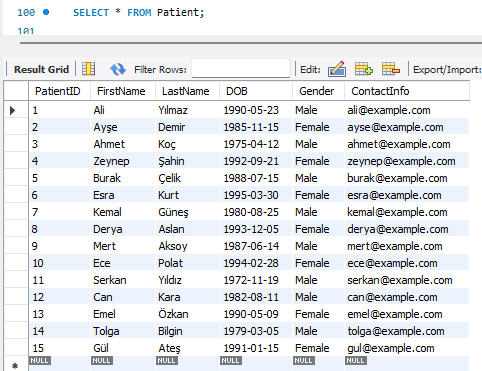 100 SELECT * FROM Patient;
101
Result Grid Filter Rows: Edit: Export/Import:
PatientID FirstName LastName DOB Gender ContactInfo
1 Ali Yılmaz 1990-05-23 Male ali@example.com
2 Ayşe Demir 1985-11-15 Female ayse@example.com
3 Ahmet Koç 1975-04-12 Male ahmet@example.com
4 Zeynep Şahin 1992-09-21 Female zeynep@example.com
5 Burak Çelik 1988-07-15 Male burak@example.com
6 Esra Kurt 1995-03-30 Female esra@example.com
7 Kemal Güneş 1980-08-25 Male kemal@example.com
8 Derya Aslan 1993-12-05 Female derya@example.com
9 Mert Aksoy 1987-06-14 Male mert@example.com
10 Ece Polat 1994-02-28 Female ece@example.com
11 Serkan Yıldız 1972-11-19 Male serkan@example.com
12 Can Kara 1982-08-11 Male can@example.com
13 Emel Özkan 1990-05-09 Female emel@example.com
14 Tolga Bilgin 1979-03-05 Male tolga@example.com
15 Gül Ateş 1991-01-15 Female gul@example.com
NULL NULL NULL NULL NULL NULL